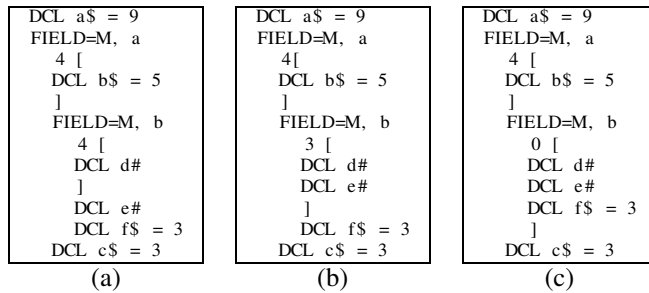 DCL a$ = 9
FIELD=M, a
4 [
DCL b$ = 5
]
FIELD=M, b
4 [
DCL d#
]
DCL e#
DCL f$ = 3
DCL c$ = 3
(a)
DCL a$ = 9
FIELD=M, a
4[
DCL b$ = 5
]
FIELD=M, b
3 [
DCL d#
DCL e#
]
DCL f$ = 3
DCL c$ = 3
(b)
DCL a$ = 9
FIELD=M, a
4 [
DCL b$ = 5
]
FIELD=M, b
0 [
DCL d#
DCL e#
DCL f$ = 3
]
DCL c$ = 3
(c)